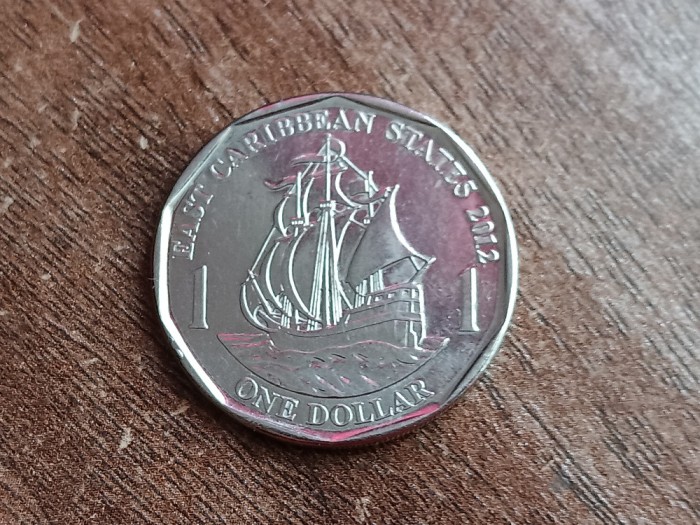 EAST CARIBBEAN STATES 2012
1 1
ONE DOLLAR